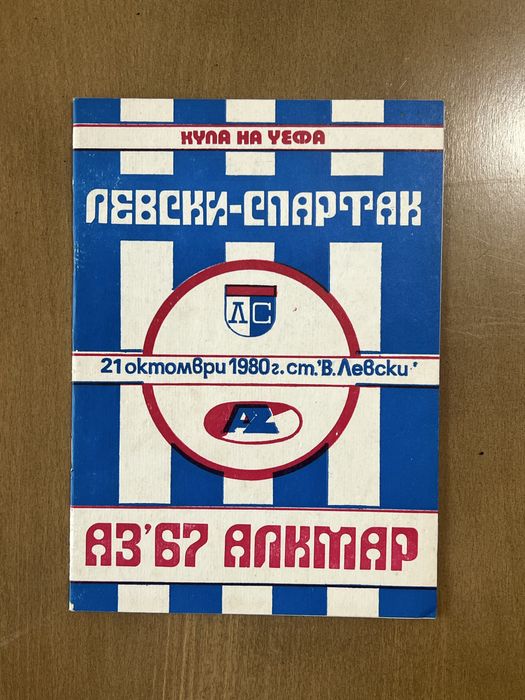 КУПА НА УЕФА
ЛЕВСКИ-СПАРТАК
ЛС
21 октомври 1980 г. ст. "В. Левски"
AZ
АЗ'67 АЛКМАР